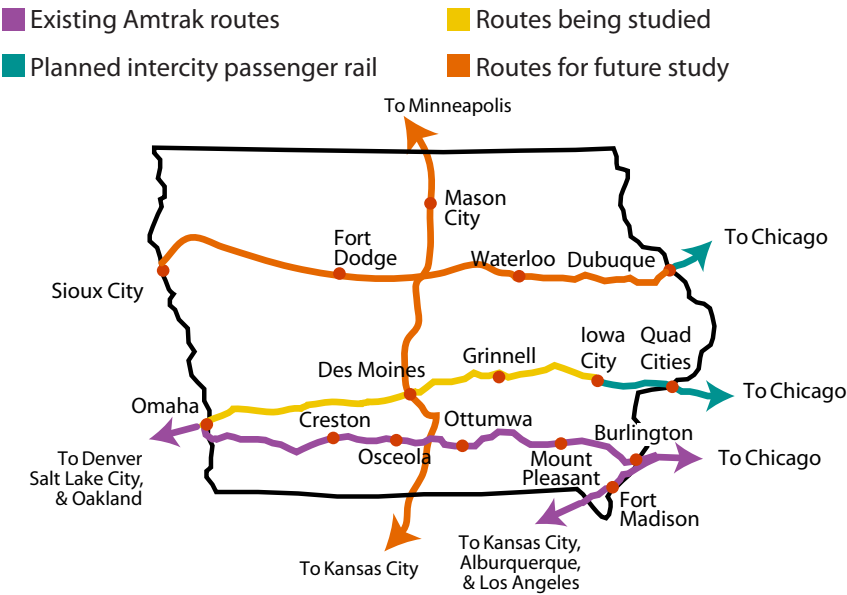 Existing Amtrak routes
Routes being studied
Planned intercity passenger rail
Routes for future study
To Minneapolis
Mason
City
To Chicago
Fort
Dodge
Waterloo
Dubuque
Sioux City
Iowa
City
Quad
Cities
Grinnell
Des Moines
To Chicago
Omaha
Creston
Ottumwa
Burlington
Osceola
Mount
Pleasant
To Chicago
To Denver
Salt Lake City,
& Oakland
Fort
Madison
To Kansas City
To Kansas City,
Alburquerque,
& Los Angeles